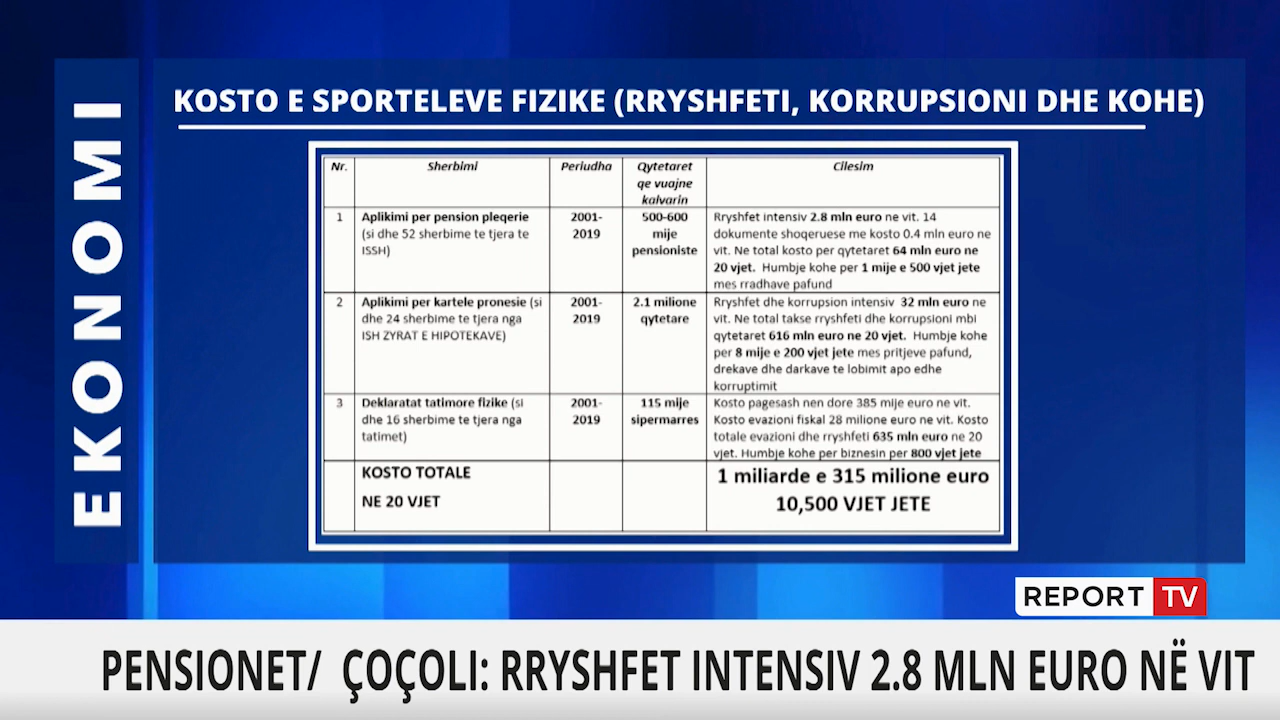 EKONOMI
KOSTO E SPORTELEVE FIZIKE (RRYSHFETI, KORRUPSIONI DHE KOHE)
Nr. Sherbimi Periudha Qytetaret Cilesim
qe vuajne
kalvarin
1 Aplikimi per pension pleqerie 2001- 500-600 Rryshfet intensiv 2.8 mln euro ne vit. 14
(si dhe 52 sherbime te tjera te 2019 mije dokumente shoqeruese me kosto 0.4 mln euro ne
ISSH) pensioniste vit. Ne total kosto per qytetaret 64 mln euro ne
20 vjet. Humbje kohe per 1 mije e 500 vjet jete
mes rradhave pafund
2 Aplikimi per kartele pronesie (si 2001- 2.1 milione Rryshfet dhe korrupsion intensiv 32 mln euro ne
dhe 24 sherbime te tjera nga 2019 qytetare vit. Ne total takse rryshfeti dhe korrupsioni mbi
ISH ZYRAT E HIPOTEKAVE) qytetaret 616 mln euro ne 20 vjet. Humbje kohe
per 8 mije e 200 vjet jete mes pritjeve pafund,
drekave dhe darkave te lobimit apo edhe
korruptimit
3 Deklaratat tatimore fizike (si 2001- 115 mije Kosto pagesash nen dore 385 mije euro ne vit.
dhe 16 sherbime te tjera nga 2019 sipermarres Kosto evazioni fiskal 28 milione euro ne vit. Kosto
tatimet) totale evazioni dhe rryshfeti 635 mln euro ne 20
vjet. Humbje kohe per biznesin per 800 vjet jete
KOSTO TOTALE 1 miliarde e 315 milione euro
NE 20 VJET 10,500 VJET JETE
REPORT TV
PENSIONET/ ÇOÇOLI: RRYSHFET INTENSIV 2.8 MLN EURO NË VIT